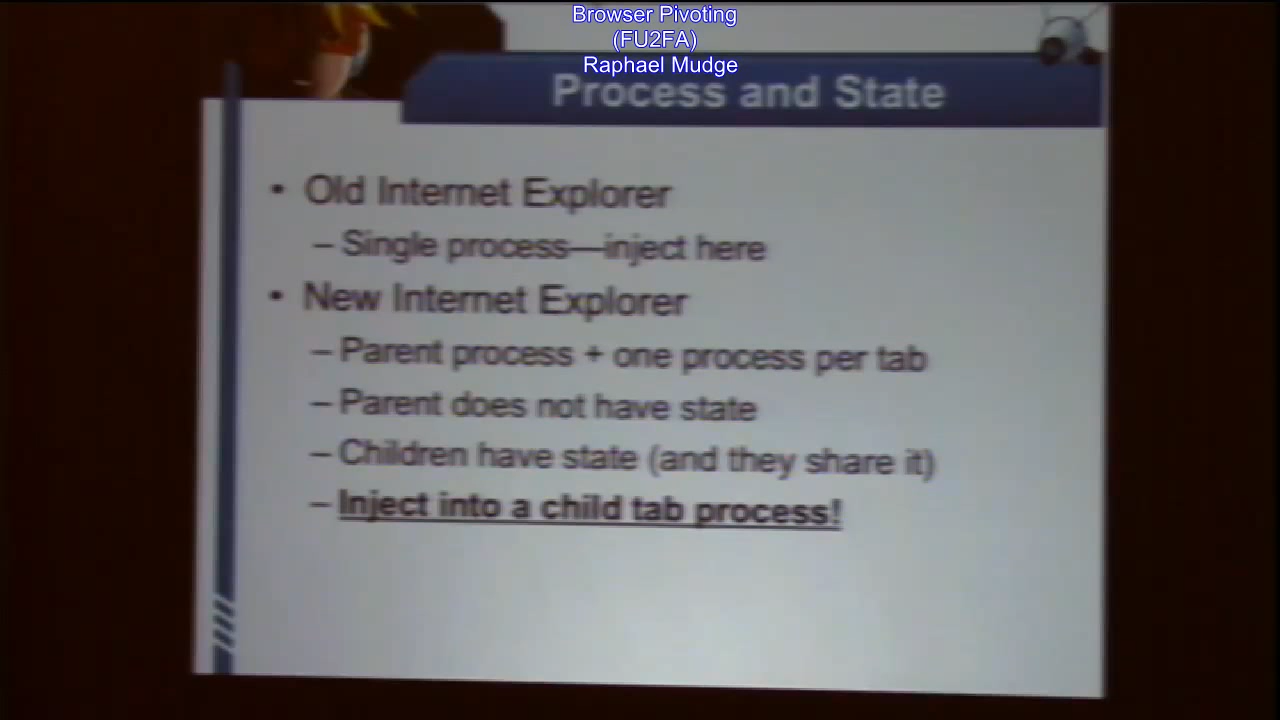 Browser Pivoting
(FU2FA)
Raphael Mudge
Process and State
• Old Internet Explorer
– Single process—inject here
• New Internet Explorer
– Parent process + one process per tab
– Parent does not have state
– Children have state (and they share it)
– Inject into a child tab process!